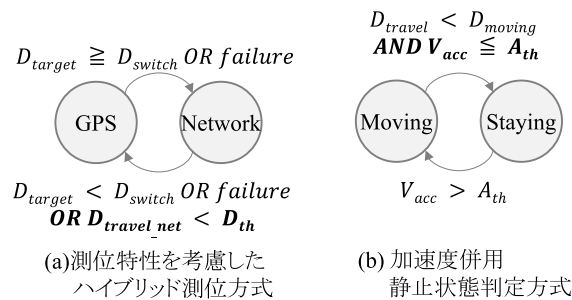 D_target ≧ D_switch OR failure
GPS
Network
D_target < D_switch OR failure
OR D_travel_net < D_th
(a)測位特性を考慮した
ハイブリッド測位方式
D_travel < D_moving
AND V_acc ≦ A_th
Moving
Staying
V_acc > A_th
(b) 加速度併用
静止状態判定方式